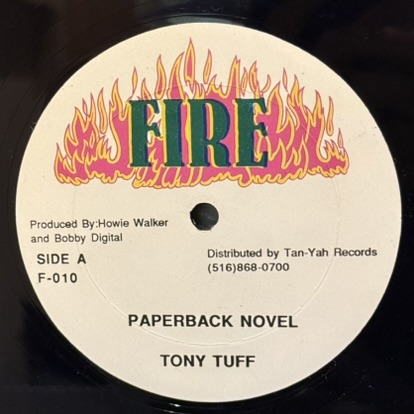 FIRE
Produced By:Howie Walker
and Bobby Digital
SIDE A
F-010
Distributed by Tan-Yah Records
(516)868-0700
PAPERBACK NOVEL
TONY TUFF